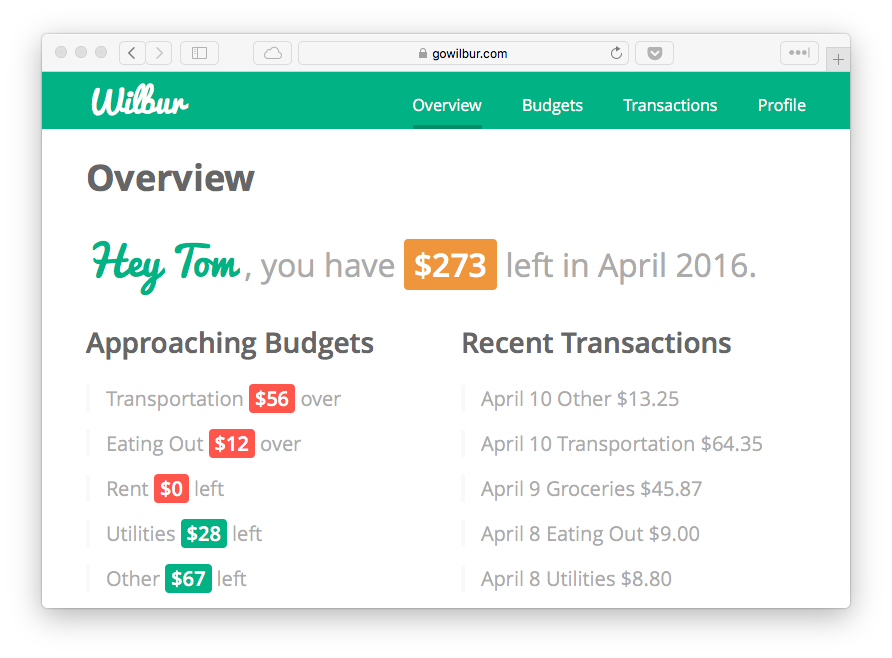 gowilbur.com
Wilbur
Overview Budgets Transactions Profile
Overview
Hey Tom, you have $273 left in April 2016.
Approaching Budgets
Transportation $56 over
Eating Out $12 over
Rent $0 left
Utilities $28 left
Other $67 left
Recent Transactions
April 10 Other $13.25
April 10 Transportation $64.35
April 9 Groceries $45.87
April 8 Eating Out $9.00
April 8 Utilities $8.80